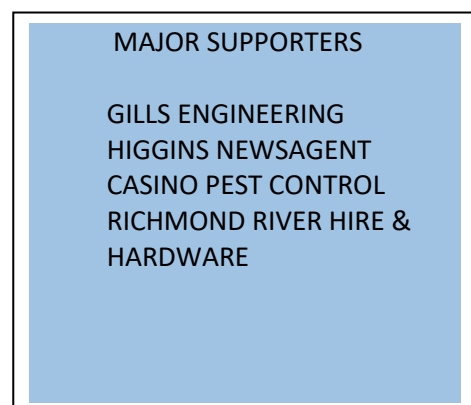 MAJOR SUPPORTERS
GILLS ENGINEERING
HIGGINS NEWSAGENT
CASINO PEST CONTROL
RICHMOND RIVER HIRE &
HARDWARE